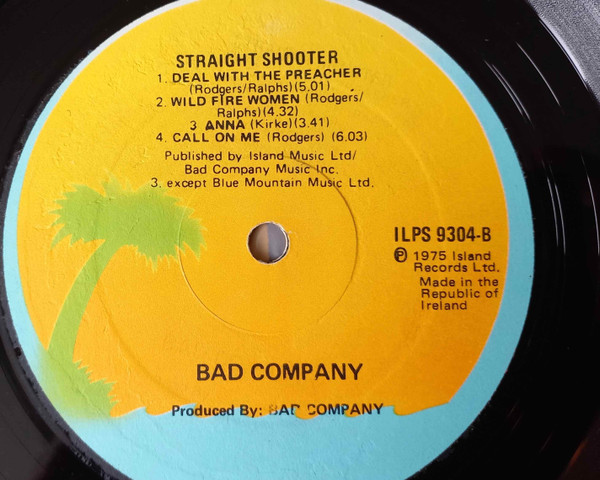 STRAIGHT SHOOTER
1. DEAL WITH THE PREACHER
(Rodgers/Ralphs)(5.01)
2. WILD FIRE WOMEN (Rodgers/
Ralphs)(4.32)
3 ANNA (Kirke)(3.41)
4. CALL ON ME (Rodgers) (6.03)
Published by Island Music Ltd/
Bad Company Music Inc.
3. except Blue Mountain Music Ltd.
ILPS 9304-B
℗ 1975 Island
Records Ltd.
Made in the
Republic of
Ireland
BAD COMPANY
Produced By: BAD COMPANY